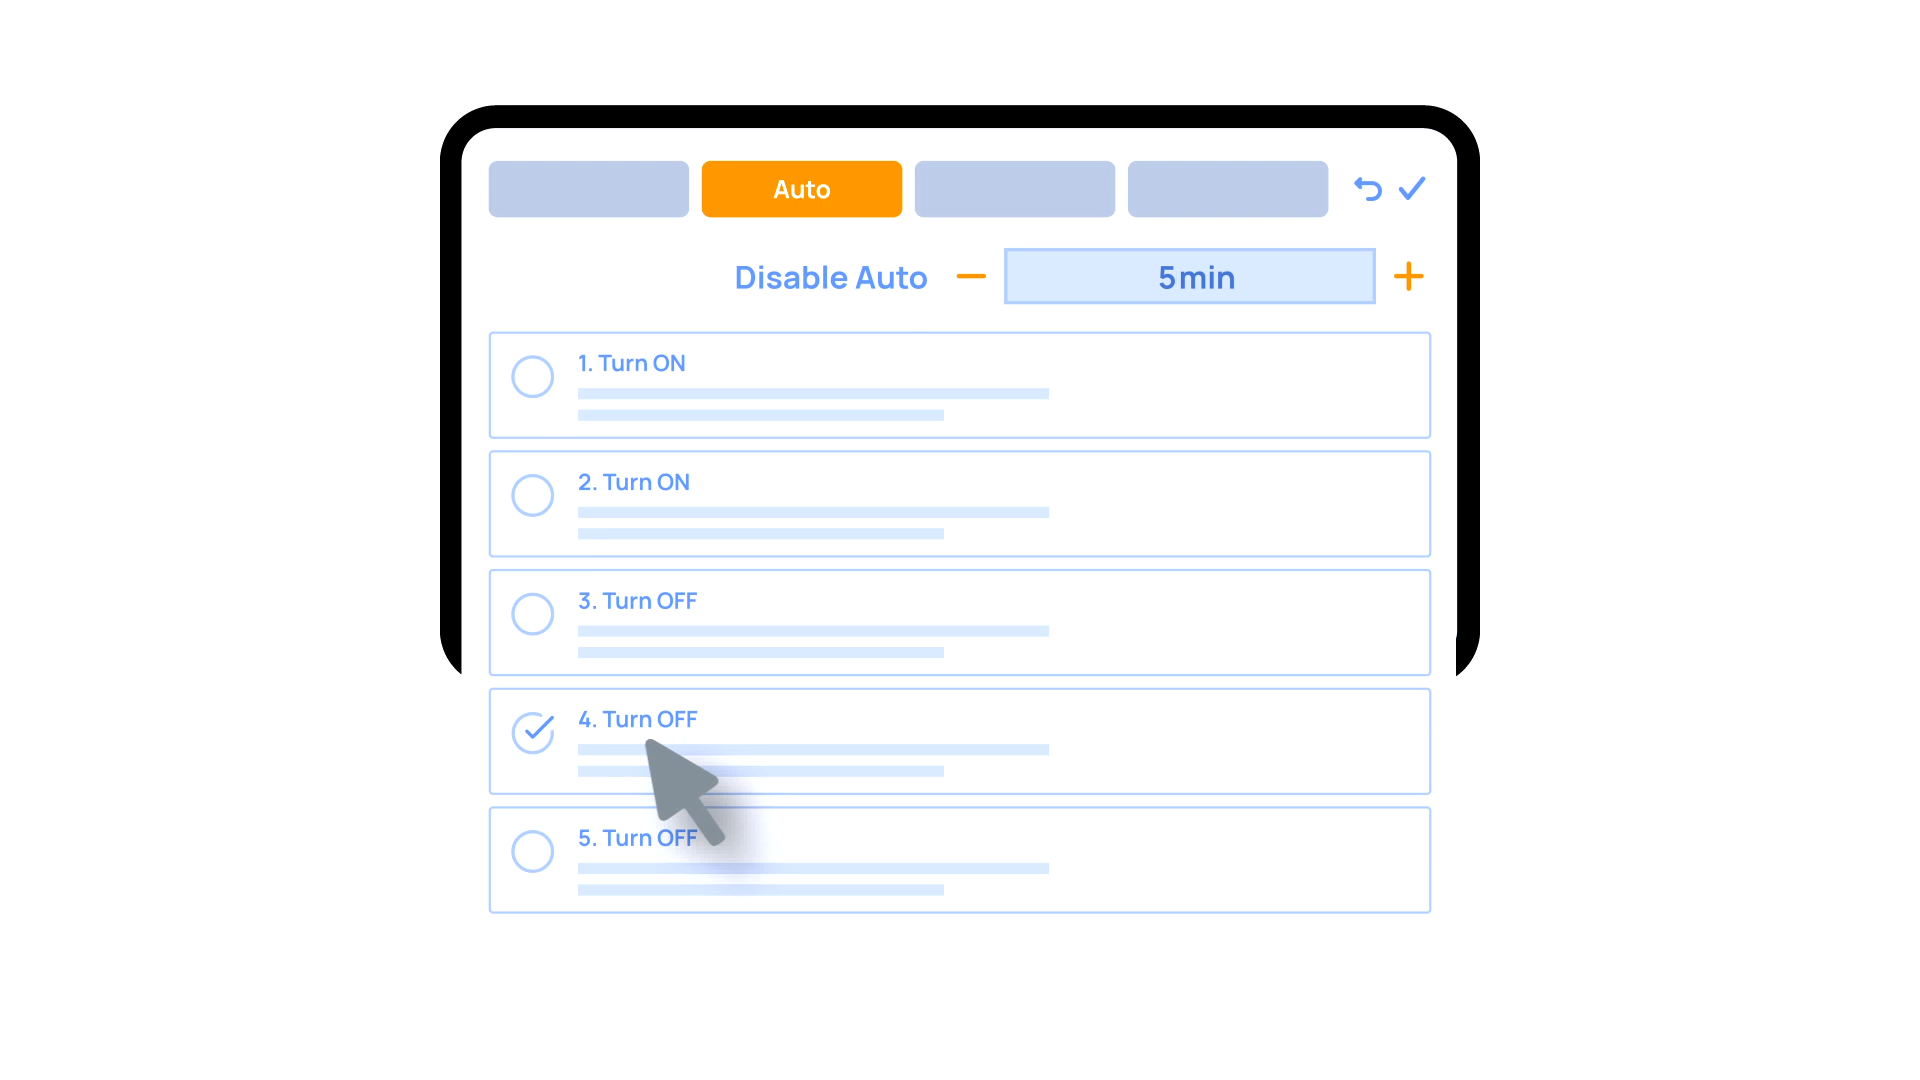 Auto
Disable Auto
5min
1. Turn ON
2. Turn ON
3. Turn OFF
4. Turn OFF
5. Turn OFF